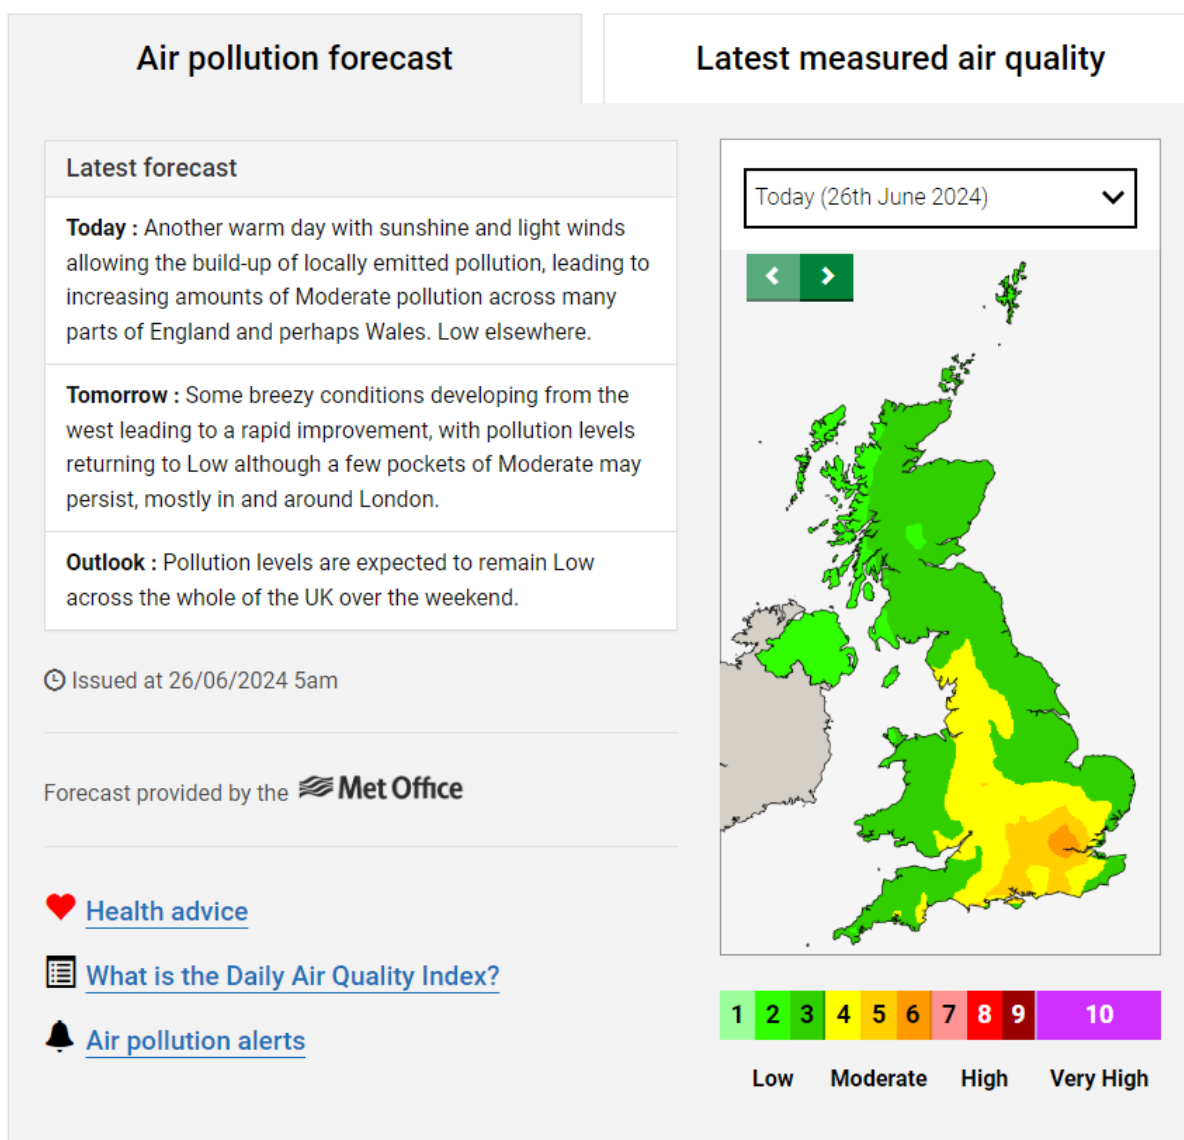 Air pollution forecast
Latest measured air quality
Latest forecast
Today : Another warm day with sunshine and light winds
allowing the build-up of locally emitted pollution, leading to
increasing amounts of Moderate pollution across many
parts of England and perhaps Wales. Low elsewhere.
Tomorrow : Some breezy conditions developing from the
west leading to a rapid improvement, with pollution levels
returning to Low although a few pockets of Moderate may
persist, mostly in and around London.
Outlook : Pollution levels are expected to remain Low
across the whole of the UK over the weekend.
Issued at 26/06/2024 5am
Forecast provided by the Met Office
Health advice
What is the Daily Air Quality Index?
Air pollution alerts
Today (26th June 2024)
1 2 3 4 5 6 7 8 9 10
Low Moderate High Very High